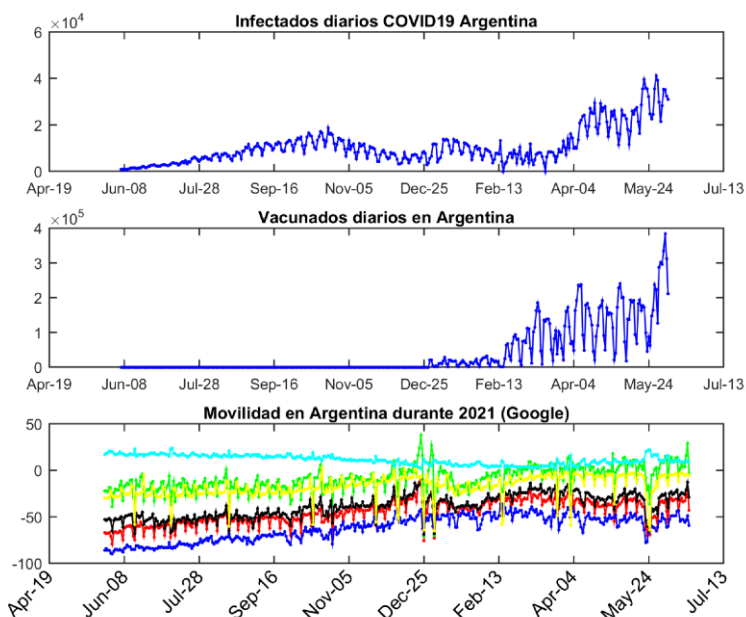 Infectados diarios COVID19 Argentina
×10⁴
6
4
2
0
Apr-19 Jun-08 Jul-28 Sep-16 Nov-05 Dec-25 Feb-13 Apr-04 May-24 Jul-13
Vacunados diarios en Argentina
×10⁵
4
3
2
1
0
Apr-19 Jun-08 Jul-28 Sep-16 Nov-05 Dec-25 Feb-13 Apr-04 May-24 Jul-13
Movilidad en Argentina durante 2021 (Google)
50
0
-50
-100
Apr-19 Jun-08 Jul-28 Sep-16 Nov-05 Dec-25 Feb-13 Apr-04 May-24 Jul-13